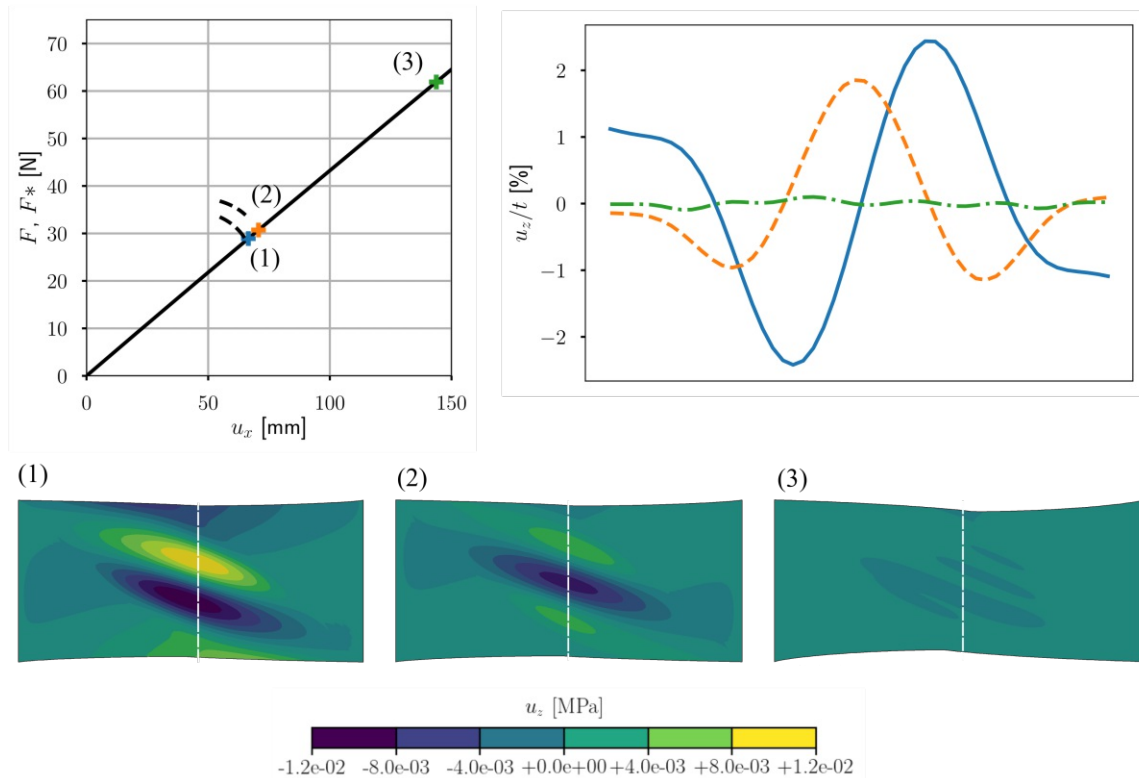 70
60
50
40
30
20
10
0
F, F* [N]
(3)
(2)
(1)
0 50 100 150
u_x [mm]
2
1
0
−1
−2
u_z/t [%]
(1) (2) (3)
u_z [MPa]
-1.2e-02 -8.0e-03 -4.0e-03 +0.0e+00 +4.0e-03 +8.0e-03 +1.2e-02